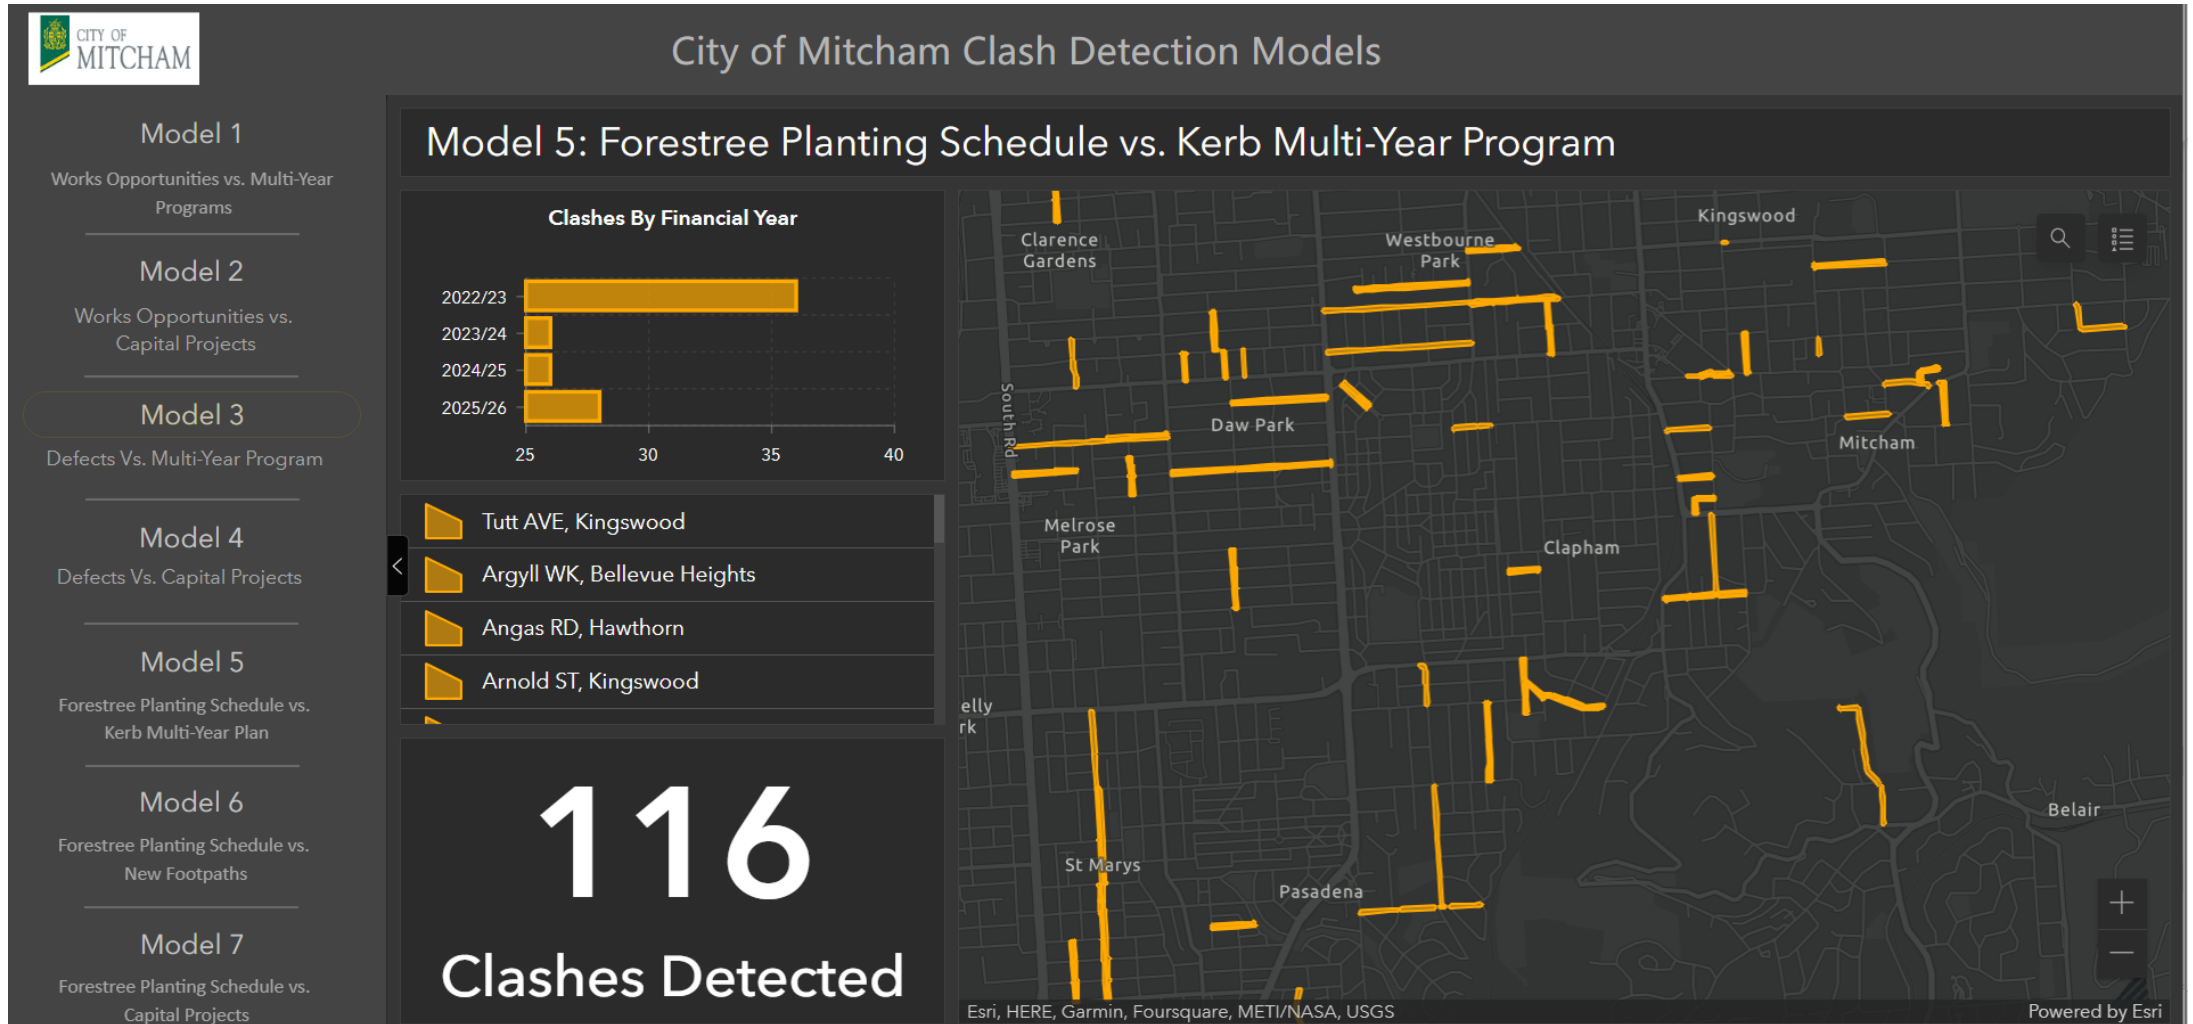 CITY OF
MITCHAM
City of Mitcham Clash Detection Models
Model 1
Works Opportunities vs. Multi-Year
Programs
Model 2
Works Opportunities vs.
Capital Projects
Model 3
Defects Vs. Multi-Year Program
Model 4
Defects Vs. Capital Projects
Model 5
Forestree Planting Schedule vs.
Kerb Multi-Year Plan
Model 6
Forestree Planting Schedule vs.
New Footpaths
Model 7
Forestree Planting Schedule vs.
Capital Projects
Model 5: Forestree Planting Schedule vs. Kerb Multi-Year Program
Clashes By Financial Year
2022/23
2023/24
2024/25
2025/26
25 30 35 40
Tutt AVE, Kingswood
Argyll WK, Bellevue Heights
Angas RD, Hawthorn
Arnold ST, Kingswood
116
Clashes Detected
Kingswood
Clarence
Gardens
Westbourne
Park
South Rd
Daw Park
Mitcham
Melrose
Park
Clapham
elly
rk
Belair
St Marys
Pasadena
Esri, HERE, Garmin, Foursquare, METI/NASA, USGS
Powered by Esri